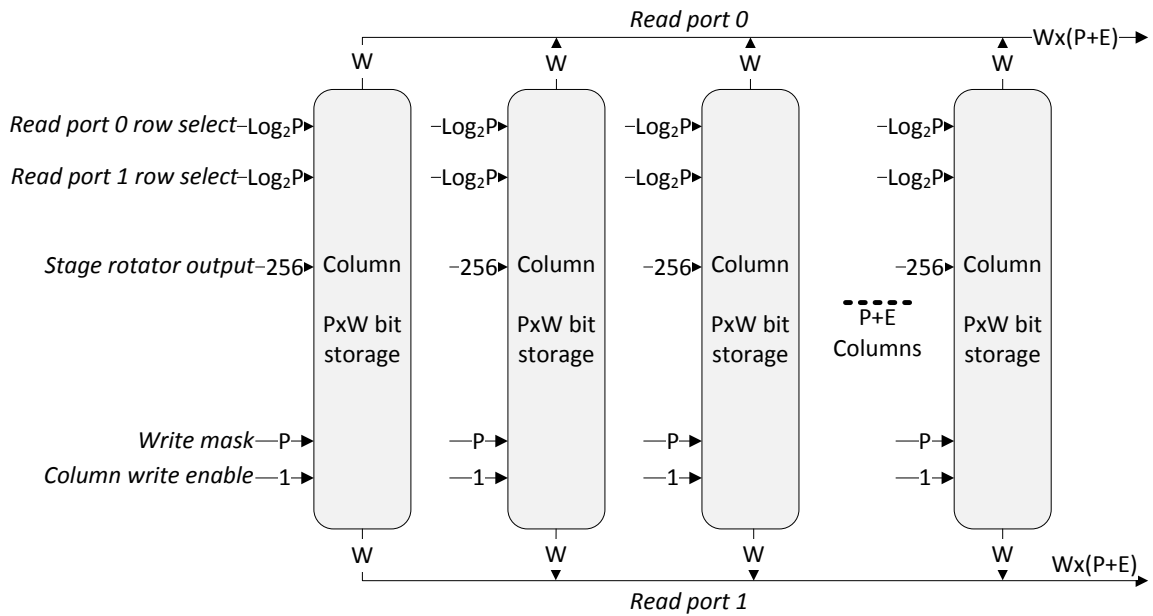 Read port 0
Wx(P+E)
W W W W
Read port 0 row select Log₂P Log₂P Log₂P Log₂P
Read port 1 row select Log₂P Log₂P Log₂P Log₂P
Stage rotator output 256 Column 256 Column 256 Column 256 Column
P+E
Columns
PxW bit PxW bit PxW bit PxW bit
storage storage storage storage
Write mask P P P P
Column write enable 1 1 1 1
W W W W
Wx(P+E)
Read port 1